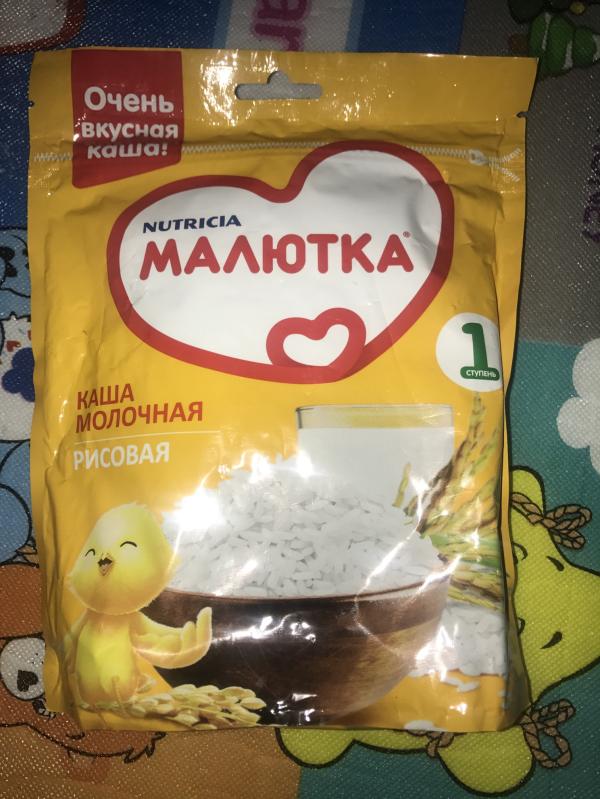 Очень
вкусная
каша!
NUTRICIA
МАЛЮТКА®
1
СТУПЕНЬ
КАША
МОЛОЧНАЯ
РИСОВАЯ